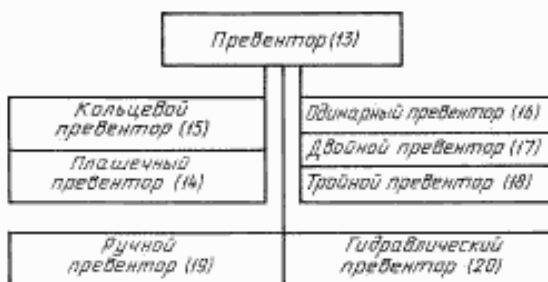 Превентор (13)
Кольцевой
превентор (15)
Плашечный
превентор (14)
Одинарный превентор (16)
Двойной превентор (17)
Тройной превентор (18)
Ручной
превентор (19)
Гидравлический
превентор (20)